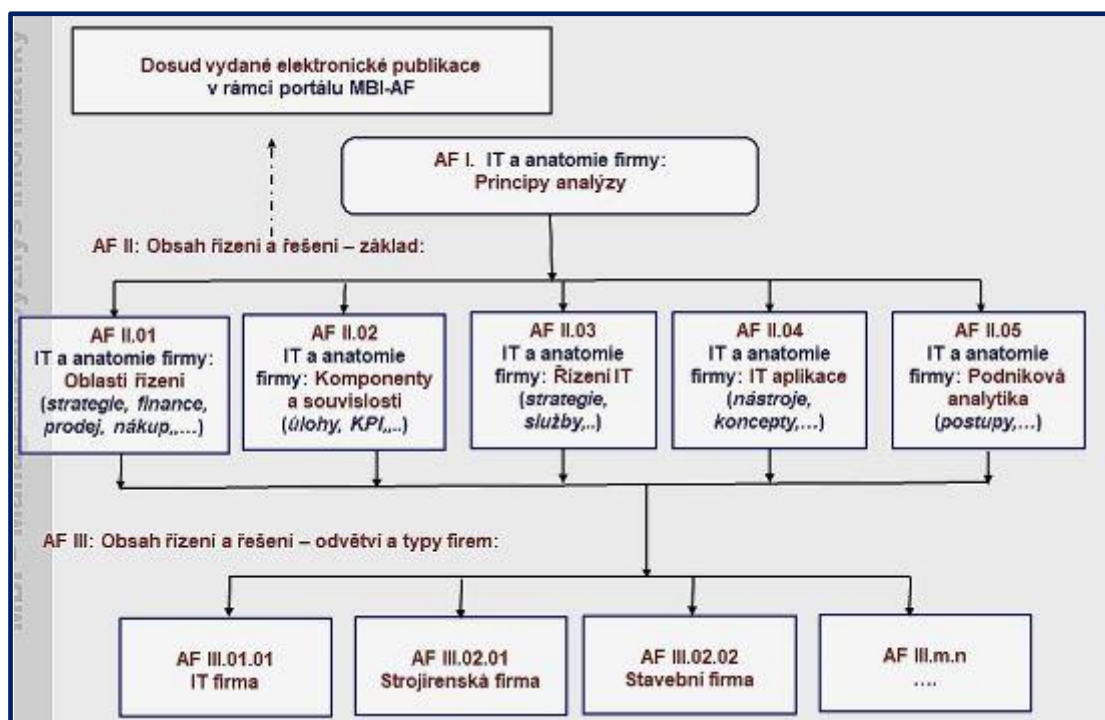 Dosud vydané elektronické publikace
v rámci portálu MBI-AF
AF I. IT a anatomie firmy:
Principy analýzy
AF II: Obsah řízení a řešení – základ:
AF II.01
IT a anatomie firmy:
Oblasti řízení
(strategie, finance,
prodej, nákup,,…)
AF II.02
IT a anatomie
firmy: Komponenty
a souvislosti
(úlohy, KPI,,..)
AF II.03
IT a anatomie
firmy: Řízení IT
(strategie,
služby,..)
AF II.04
IT a anatomie
firmy: IT aplikace
(nástroje,
koncepty,…)
AF II.05
IT a anatomie
firmy: Podniková
analytika
(postupy,…)
AF III: Obsah řízení a řešení – odvětví a typy firem:
AF III.01.01
IT firma
AF III.02.01
Strojirenská firma
AF III.02.02
Stavební firma
AF III.m.n
….